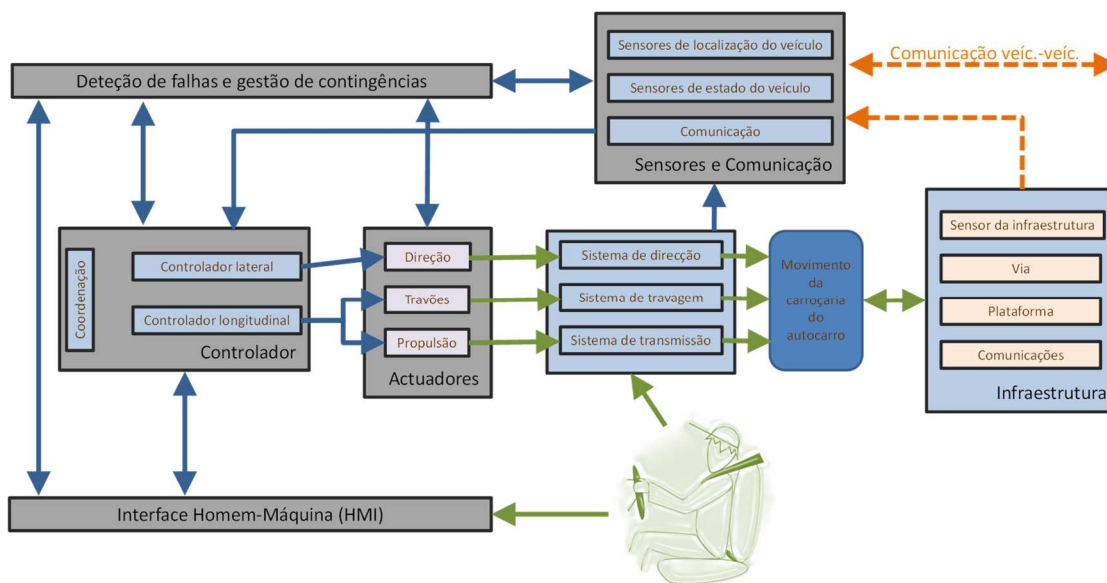 Sensores de localização do veículo
Comunicação veíc.-veíc.
Deteção de falhas e gestão de contingências
Sensores de estado do veículo
Comunicação
Sensores e Comunicação
Coordenação
Controlador lateral
Controlador longitudinal
Controlador
Direção
Travões
Propulsão
Actuadores
Sistema de direcção
Sistema de travagem
Sistema de transmissão
Movimento
da
carroçaria
do
autocarro
Sensor da infraestrutura
Via
Plataforma
Comunicações
Infraestrutura
Interface Homem-Máquina (HMI)